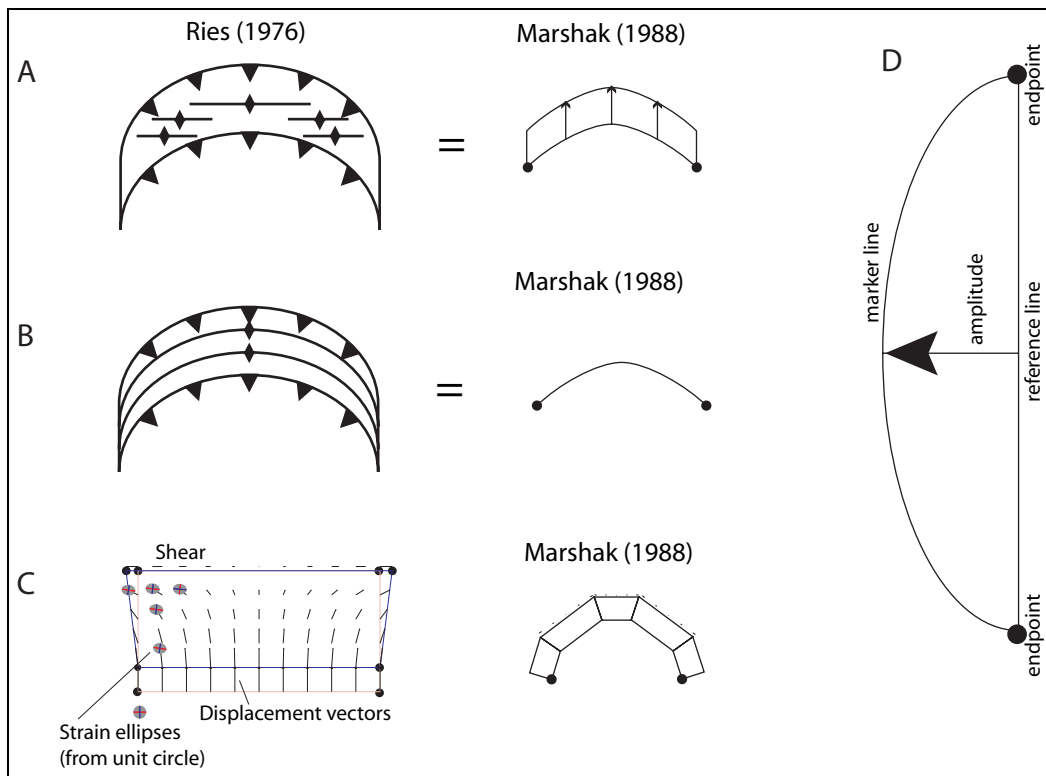 Ries (1976)
Marshak (1988)
A
=
D
endpoint
marker line
amplitude
reference line
endpoint
B
Marshak (1988)
=
C
Shear
Marshak (1988)
Displacement vectors
Strain ellipses
(from unit circle)